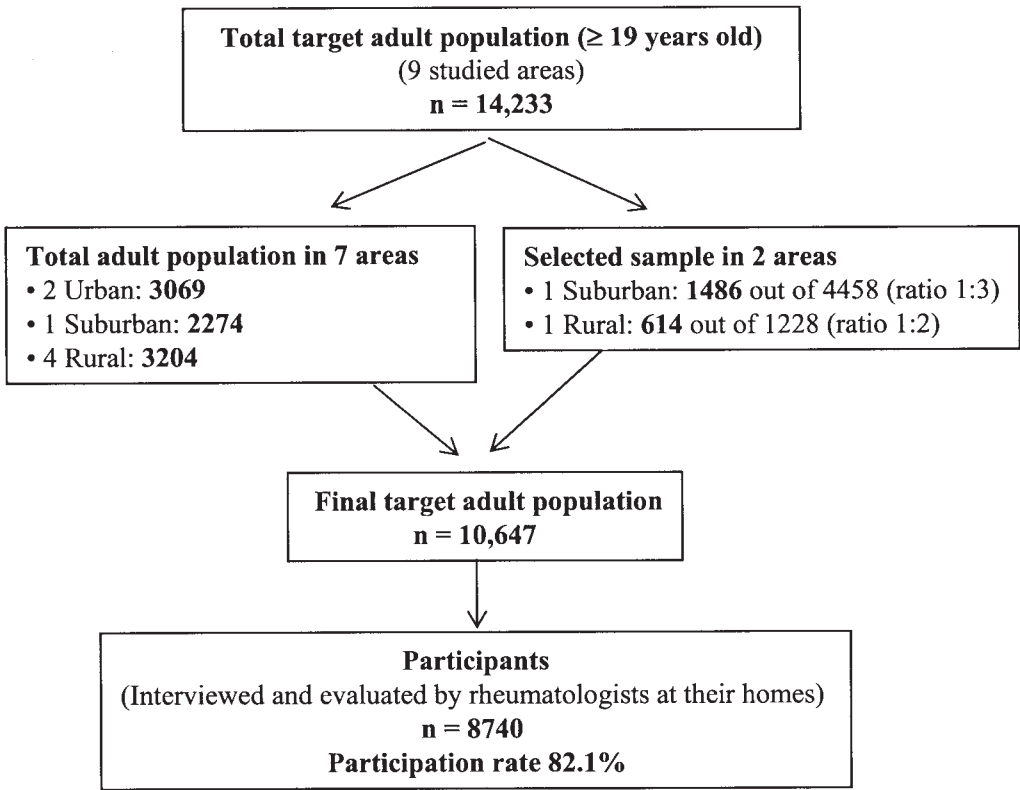 Total target adult population (≥ 19 years old)
(9 studied areas)
n = 14,233
Total adult population in 7 areas
• 2 Urban: 3069
• 1 Suburban: 2274
• 4 Rural: 3204
Selected sample in 2 areas
• 1 Suburban: 1486 out of 4458 (ratio 1:3)
• 1 Rural: 614 out of 1228 (ratio 1:2)
Final target adult population
n = 10,647
Participants
(Interviewed and evaluated by rheumatologists at their homes)
n = 8740
Participation rate 82.1%